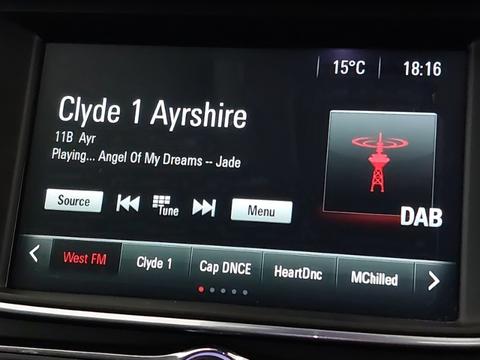 15°C 18:16
Clyde 1 Ayrshire
11B Ayr
Playing... Angel Of My Dreams -- Jade
DAB
Source Tune Menu
West FM Clyde 1 Cap DNCE HeartDnc MChilled